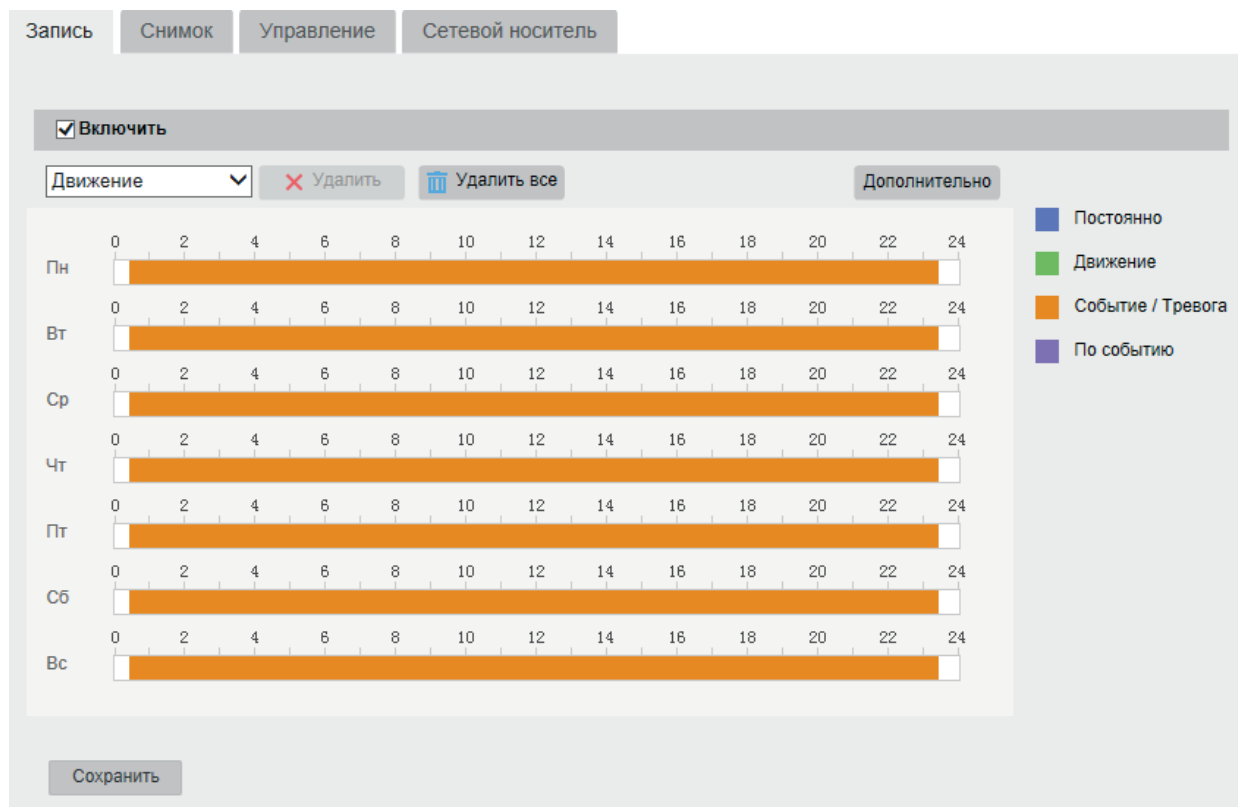 Запись Снимок Управление Сетевой носитель
Включить
Движение Удалить Удалить все Дополнительно
Постоянно
Движение
Событие / Тревога
По событию
0 2 4 6 8 10 12 14 16 18 20 22 24
Пн
0 2 4 6 8 10 12 14 16 18 20 22 24
Вт
0 2 4 6 8 10 12 14 16 18 20 22 24
Ср
0 2 4 6 8 10 12 14 16 18 20 22 24
Чт
0 2 4 6 8 10 12 14 16 18 20 22 24
Пт
0 2 4 6 8 10 12 14 16 18 20 22 24
Сб
0 2 4 6 8 10 12 14 16 18 20 22 24
Вс
Сохранить